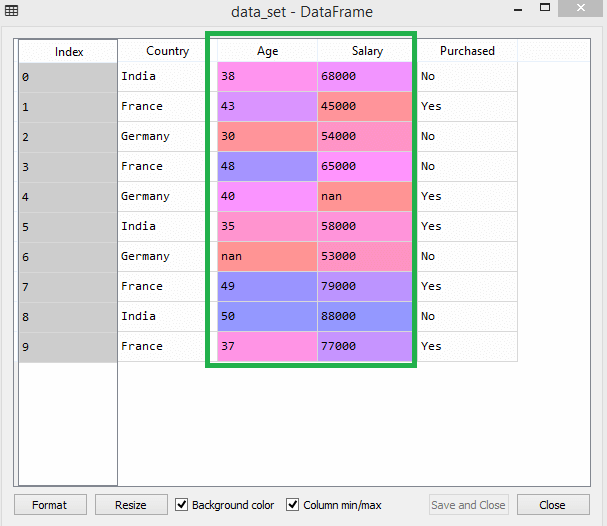 data_set - DataFrame
Index Country Age Salary Purchased
0 India 38 68000 No
1 France 43 45000 Yes
2 Germany 30 54000 No
3 France 48 65000 No
4 Germany 40 nan Yes
5 India 35 58000 Yes
6 Germany nan 53000 No
7 France 49 79000 Yes
8 India 50 88000 No
9 France 37 77000 Yes
Format Resize Background color Column min/max Save and Close Close